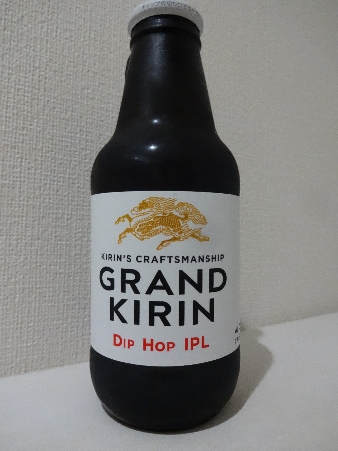 KIRIN'S CRAFTSMANSHIP
GRAND
KIRIN
DIP HOP IPL